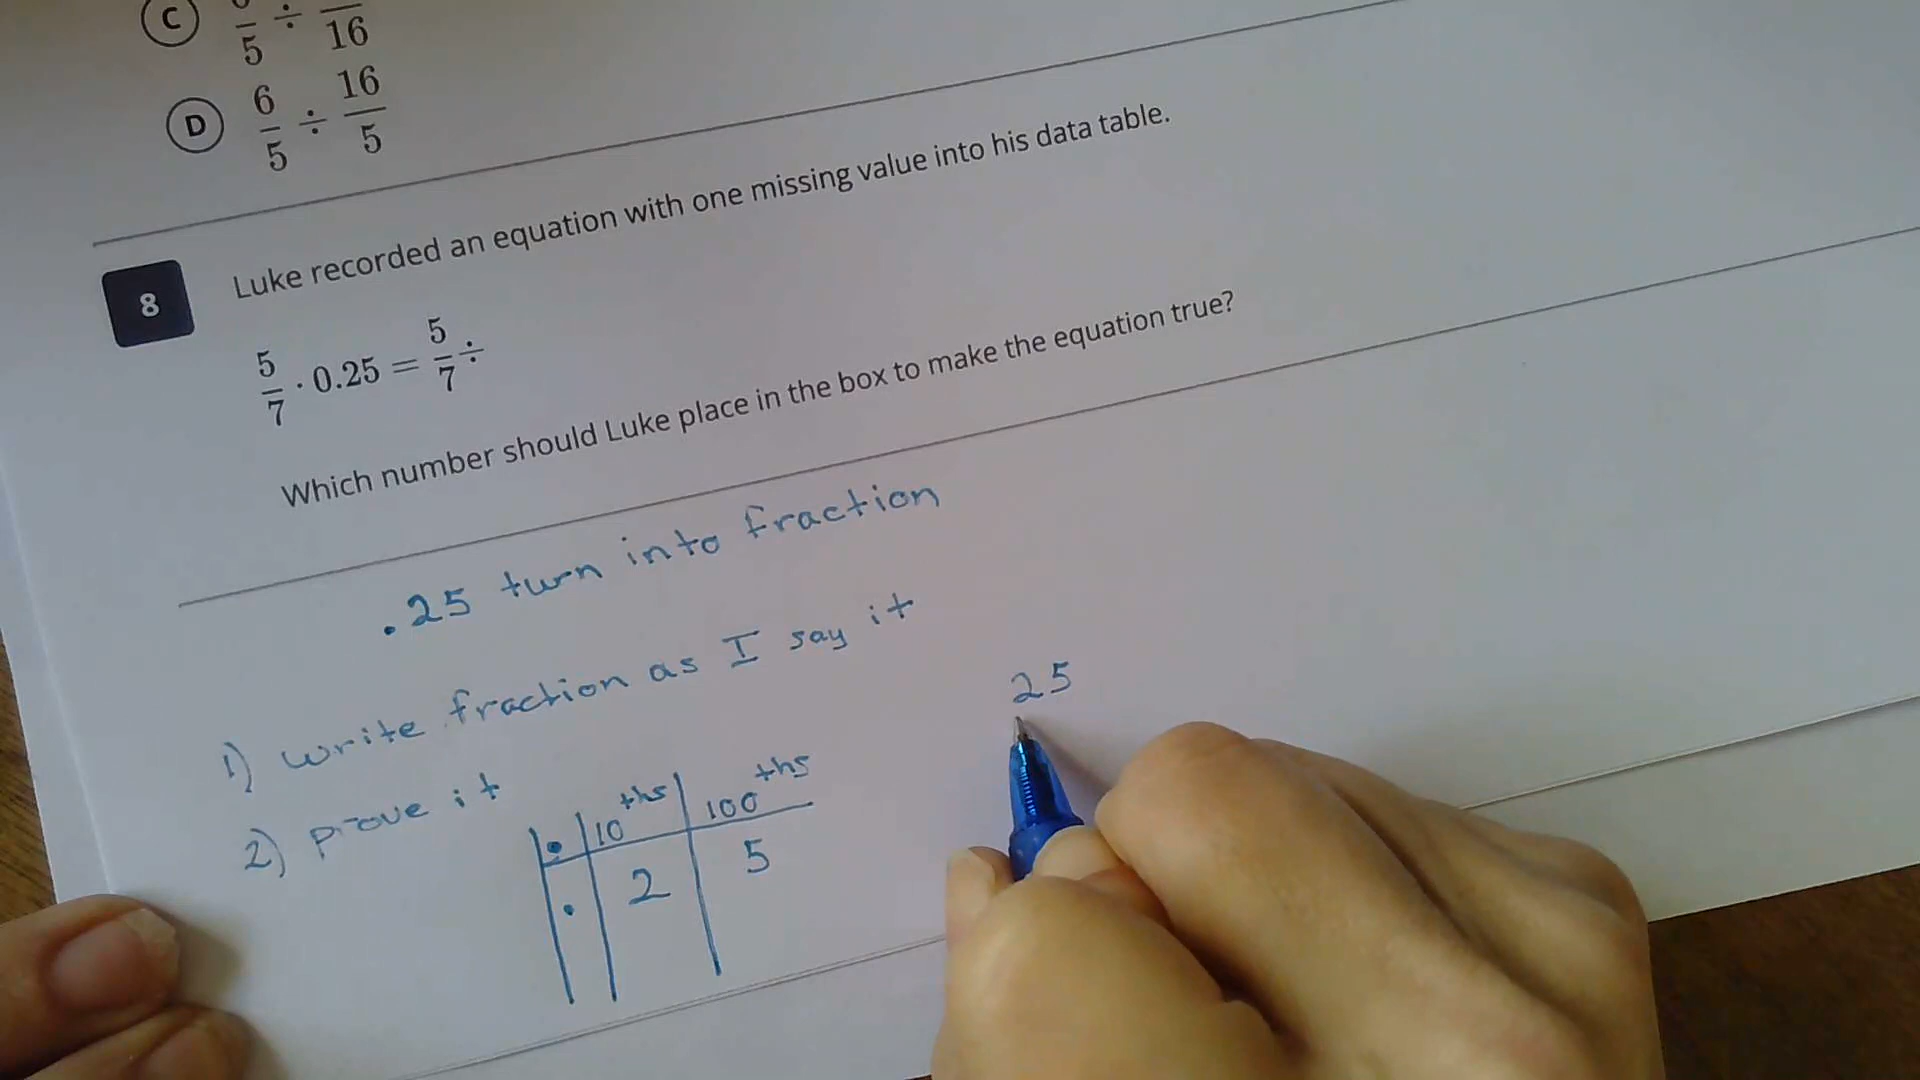 C 5 ÷ 16
D 6/5 ÷ 16/5
8 Luke recorded an equation with one missing value into his data table.
5/7 · 0.25 = 5/7 ÷
Which number should Luke place in the box to make the equation true?
.25 turn into fraction
1) write fraction as I say it
25
2) prove it
. 10ths 100ths
. 2 5